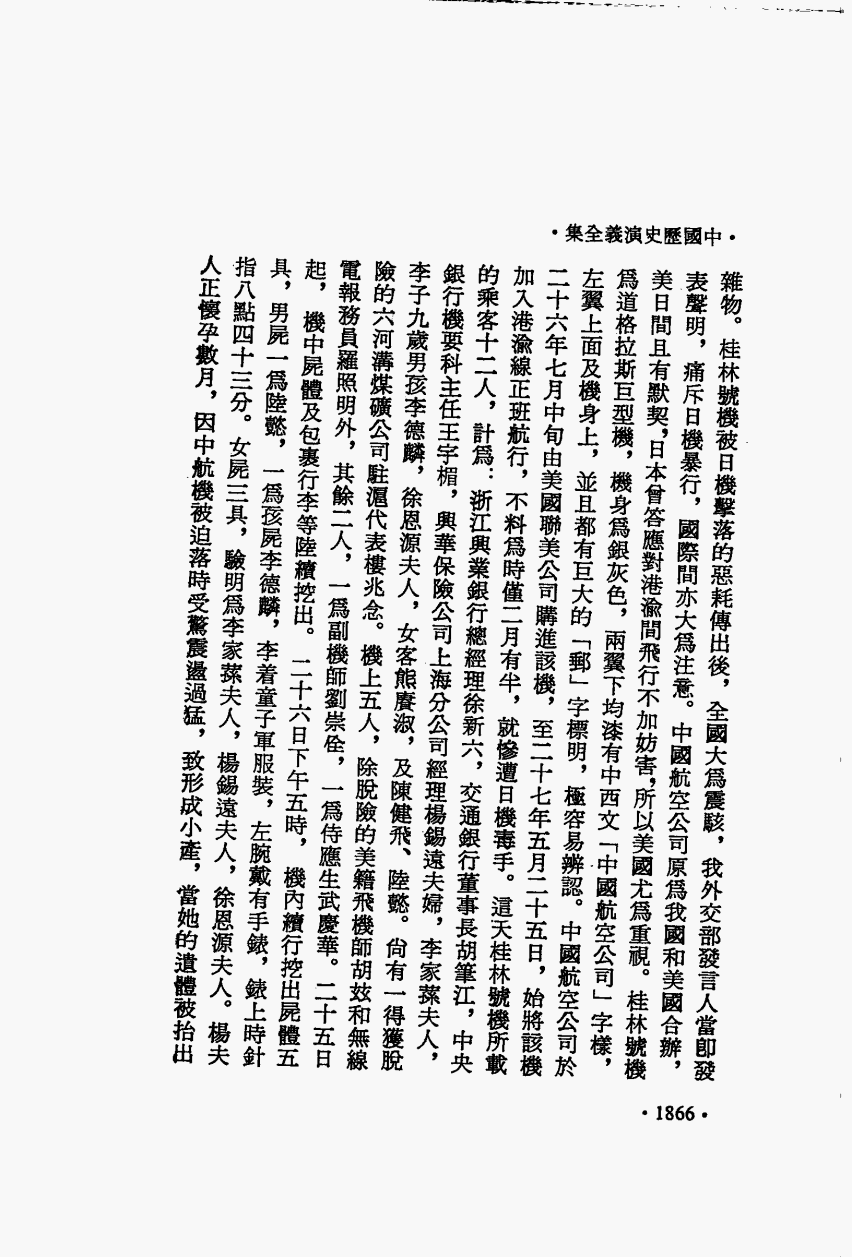 ·中國歷史演義全集·
雜物。桂林號機被日機擊落的惡耗傳出後，全國大爲震駭，我外交部發言人當卽發
表聲明，痛斥日機暴行，國際間亦大爲注意。中國航空公司原爲我國和美國合辦，
美日間且有默契，日本曾答應對港渝間飛行不加妨害，所以美國尤爲重視。桂林號機
爲道格拉斯巨型機，機身爲銀灰色，兩翼下均漆有中西文「中國航空公司」字樣，
左翼上面及機身上，並且都有巨大的「郵」字標明，極容易辨認。中國航空公司於
二十六年七月中旬由美國聯美公司購進該機，至二十七年五月二十五日，始將該機
加入港渝線正班航行，不料爲時僅二月有半，就慘遭日機毒手。這天桂林號機所載
的乘客十二人，計爲：浙江興業銀行總經理徐新六，交通銀行董事長胡筆江，中央
銀行機要科主任王宇楣，興華保險公司上海分公司經理楊錫遠夫婦，李家蓀夫人，
李子九歲男孩李德麟，徐恩源夫人，女客熊賡淑，及陳健飛、陸懿。尙有一得獲脫
險的六河溝煤礦公司駐滬代表樓兆念。機上五人，除脫險的美籍飛機師胡玆和無線
電報務員羅照明外，其餘二人，一爲副機師劉崇佺，一爲侍應生武慶華。二十五日
起，機中屍體及包裹行李等陸續挖出。二十六日下午五時，機內續行挖出屍體五
具，男屍一爲陸懿，一爲孩屍李德麟，李着童子軍服裝，左腕戴有手錶，錶上時針
指八點四十三分。女屍三具，驗明爲李家蓀夫人，楊錫遠夫人，徐恩源夫人。楊夫
人正懷孕數月，因中航機被迫落時受驚震盪過猛，致形成小產，當她的遺體被抬出
·1866·